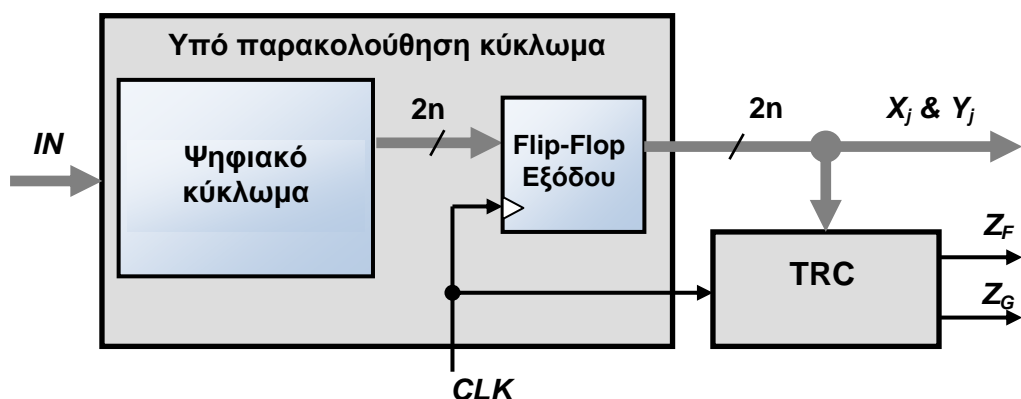 Υπό παρακολούθηση κύκλωμα
IN
Ψηφιακό
κύκλωμα
2n
Flip-Flop
Εξόδου
2n
Xj & Yj
TRC
ZF
ZG
CLK